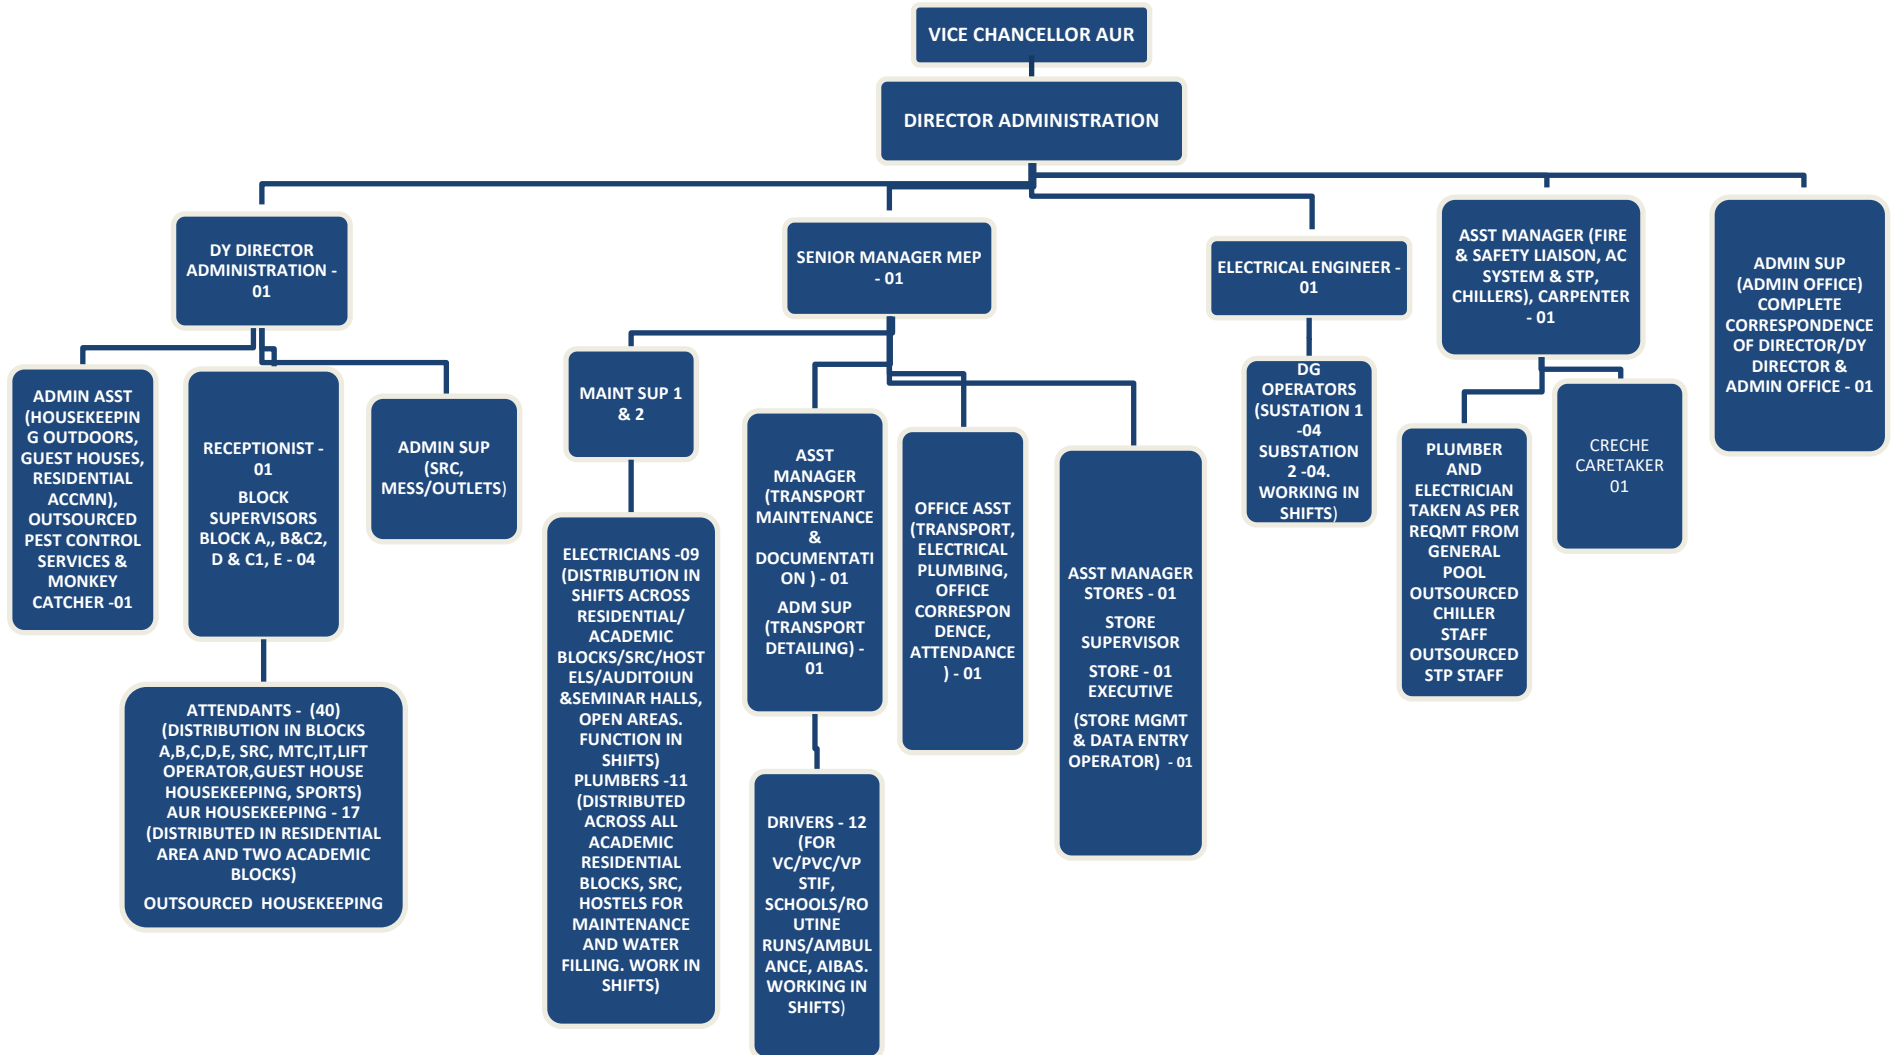 VICE CHANCELLOR AUR
DIRECTOR ADMINISTRATION
DY DIRECTOR
ADMINISTRATION -
01
SENIOR MANAGER MEP
- 01
ELECTRICAL ENGINEER -
01
ASST MANAGER (FIRE
& SAFETY LIAISON, AC
SYSTEM & STP,
CHILLERS), CARPENTER
- 01
ADMIN SUP
(ADMIN OFFICE)
COMPLETE
CORRESPONDENCE
OF DIRECTOR/DY
DIRECTOR &
ADMIN OFFICE - 01
ADMIN ASST
(HOUSEKEEPIN
G OUTDOORS,
GUEST HOUSES,
RESIDENTIAL
ACCMN),
OUTSOURCED
PEST CONTROL
SERVICES &
MONKEY
CATCHER -01
RECEPTIONIST -
01
BLOCK
SUPERVISORS
BLOCK A,, B&C2,
D & C1, E - 04
ADMIN SUP
(SRC,
MESS/OUTLETS)
MAINT SUP 1
& 2
ASST
MANAGER
(TRANSPORT
MAINTENANCE
&
DOCUMENTATI
ON ) - 01
ADM SUP
(TRANSPORT
DETAILING) -
01
OFFICE ASST
(TRANSPORT,
ELECTRICAL
PLUMBING,
OFFICE
CORRESPON
DENCE,
ATTENDANCE
) - 01
ASST MANAGER
STORES - 01
STORE
SUPERVISOR
STORE - 01
EXECUTIVE
(STORE MGMT
& DATA ENTRY
OPERATOR) - 01
DG
OPERATORS
(SUSTATION 1
-04
SUBSTATION
2 -04.
WORKING IN
SHIFTS)
PLUMBER
AND
ELECTRICIAN
TAKEN AS PER
REQMT FROM
GENERAL
POOL
OUTSOURCED
CHILLER
STAFF
OUTSOURCED
STP STAFF
CRECHE
CARETAKER
01
ATTENDANTS - (40)
(DISTRIBUTION IN BLOCKS
A,B,C,D,E, SRC, MTC,IT,LIFT
OPERATOR,GUEST HOUSE
HOUSEKEEPING, SPORTS)
AUR HOUSEKEEPING - 17
(DISTRIBUTED IN RESIDENTIAL
AREA AND TWO ACADEMIC
BLOCKS)
OUTSOURCED HOUSEKEEPING
ELECTRICIANS -09
(DISTRIBUTION IN
SHIFTS ACROSS
RESIDENTIAL/
ACADEMIC
BLOCKS/SRC/HOST
ELS/AUDITOIUN
&SEMINAR HALLS,
OPEN AREAS.
FUNCTION IN
SHIFTS)
PLUMBERS -11
(DISTRIBUTED
ACROSS ALL
ACADEMIC
RESIDENTIAL
BLOCKS, SRC,
HOSTELS FOR
MAINTENANCE
AND WATER
FILLING. WORK IN
SHIFTS)
DRIVERS - 12
(FOR
VC/PVC/VP
STIF,
SCHOOLS/RO
UTINE
RUNS/AMBUL
ANCE, AIBAS.
WORKING IN
SHIFTS)